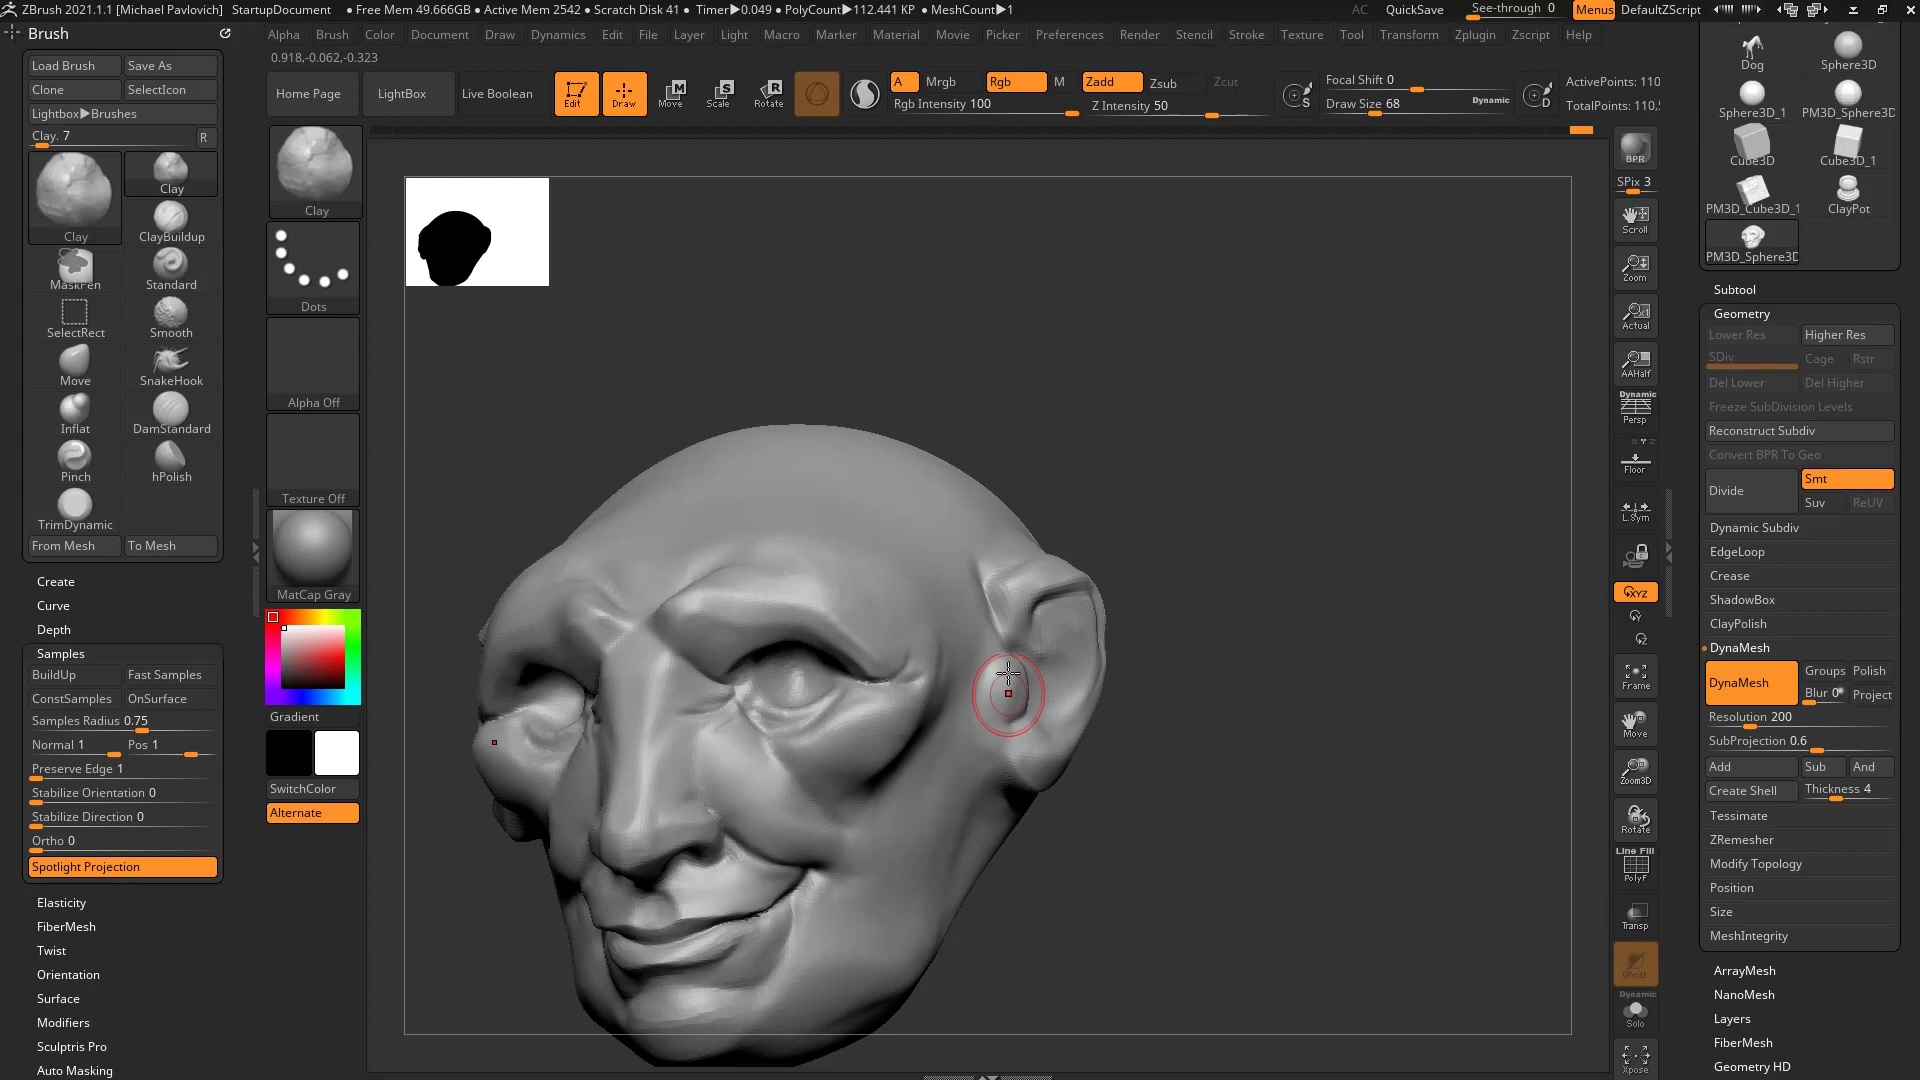 ZBrush 2021.1.1 [Michael Pavlovich] StartupDocument • Free Mem 49.666GB • Active Mem 2542 • Scratch Disk 41 • Timer▶0.049 • PolyCount▶112.441 KP • MeshCount▶1 AC QuickSave See-through 0 Menus DefaultZScript
Brush
Alpha Brush Color Document Draw Dynamics Edit File Layer Light Macro Marker Material Movie Picker Preferences Render Stencil Stroke Texture Tool Transform Zplugin Zscript Help
0.918,-0.062,-0.323
Home Page LightBox Live Boolean Edit Draw Move Scale Rotate
A Mrgb Rgb M Zadd Zsub Zcut
Rgb Intensity 100 Z Intensity 50
S Focal Shift 0
Draw Size 68 Dynamic
D ActivePoints: 110
TotalPoints: 110,
Load Brush Save As
Clone SelectIcon
Lightbox▶Brushes
Clay. 7 R
Clay Clay
ClayBuildup
MaskPen Standard
SelectRect Smooth
Move SnakeHook
Inflat DamStandard
Pinch hPolish
TrimDynamic
From Mesh To Mesh
Create
Curve
Depth
Samples
BuildUp Fast Samples
ConstSamples OnSurface
Samples Radius 0.75
Normal 1 Pos 1
Preserve Edge 1
Stabilize Orientation 0
Stabilize Direction 0
Ortho 0
Spotlight Projection
Elasticity
FiberMesh
Twist
Orientation
Surface
Modifiers
Sculptris Pro
Auto Masking
Clay
Dots
Alpha Off
Texture Off
MatCap Gray
Gradient
SwitchColor
Alternate
BPR
SPix 3
Scroll
Zoom
Actual
AAHalf
Dynamic
Persp
Floor
L.Sym
XYZ
Y
Z
Frame
Move
Zoom3D
Rotate
Line Fill
PolyF
Transp
Ghost
Dynamic
Solo
Xpose
Dog Sphere3D
Sphere3D_1 PM3D_Sphere3D
Cube3D Cube3D_1
PM3D_Cube3D_1 ClayPot
PM3D_Sphere3D
Subtool
Geometry
Lower Res Higher Res
SDiv Cage Rstr
Del Lower Del Higher
Freeze SubDivision Levels
Reconstruct Subdiv
Convert BPR To Geo
Divide Smt
Suv ReUV
Dynamic Subdiv
EdgeLoop
Crease
ShadowBox
ClayPolish
DynaMesh
DynaMesh Groups Polish
Blur 0 Project
Resolution 200
SubProjection 0.6
Add Sub And
Create Shell Thickness 4
Tessimate
ZRemesher
Modify Topology
Position
Size
MeshIntegrity
ArrayMesh
NanoMesh
Layers
FiberMesh
Geometry HD